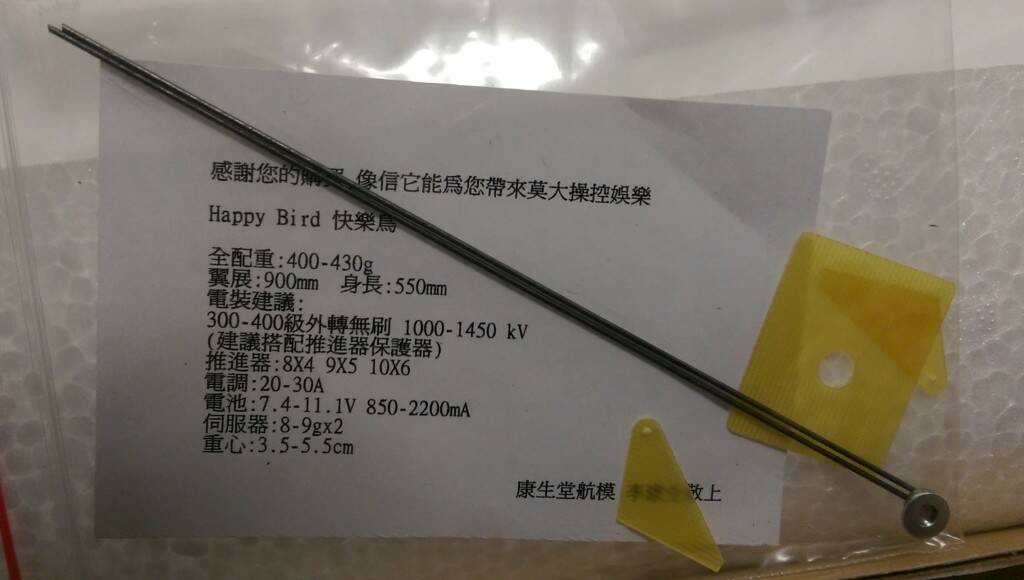 感謝您的購買 像信它能爲您帶來莫大操控娛樂
Happy Bird 快樂鳥
全配重:400-430g
翼展:900mm 身長:550mm
電裝建議:
300-400級外轉無刷 1000-1450 kV
(建議搭配推進器保護器)
推進器:8X4 9X5 10X6
電調:20-30A
電池:7.4-11.1V 850-2200mA
伺服器:8-9gx2
重心:3.5-5.5cm
康生堂航模 敬上